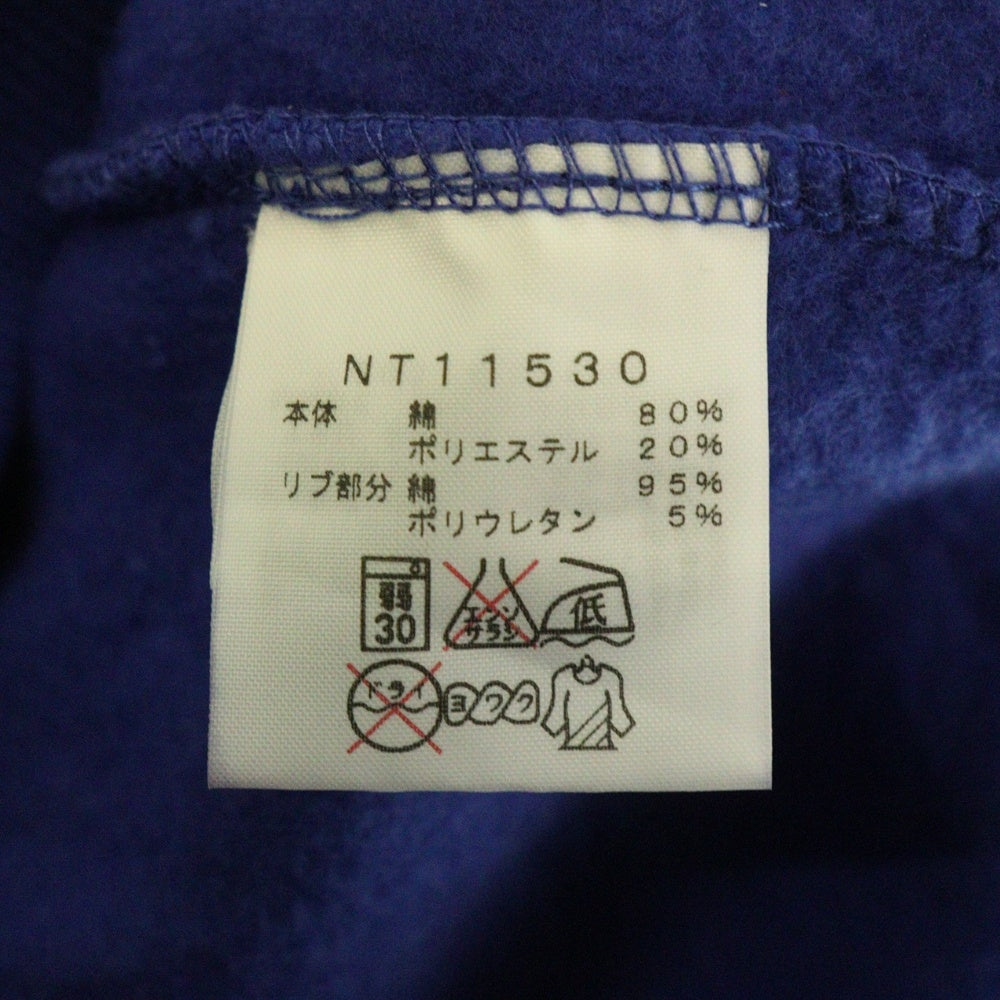 NT11530
本体 綿 80%
ポリエステル 20%
リブ部分 綿 95%
ポリウレタン 5%
弱 30 エンソサラシ 低
ドライ ヨワク